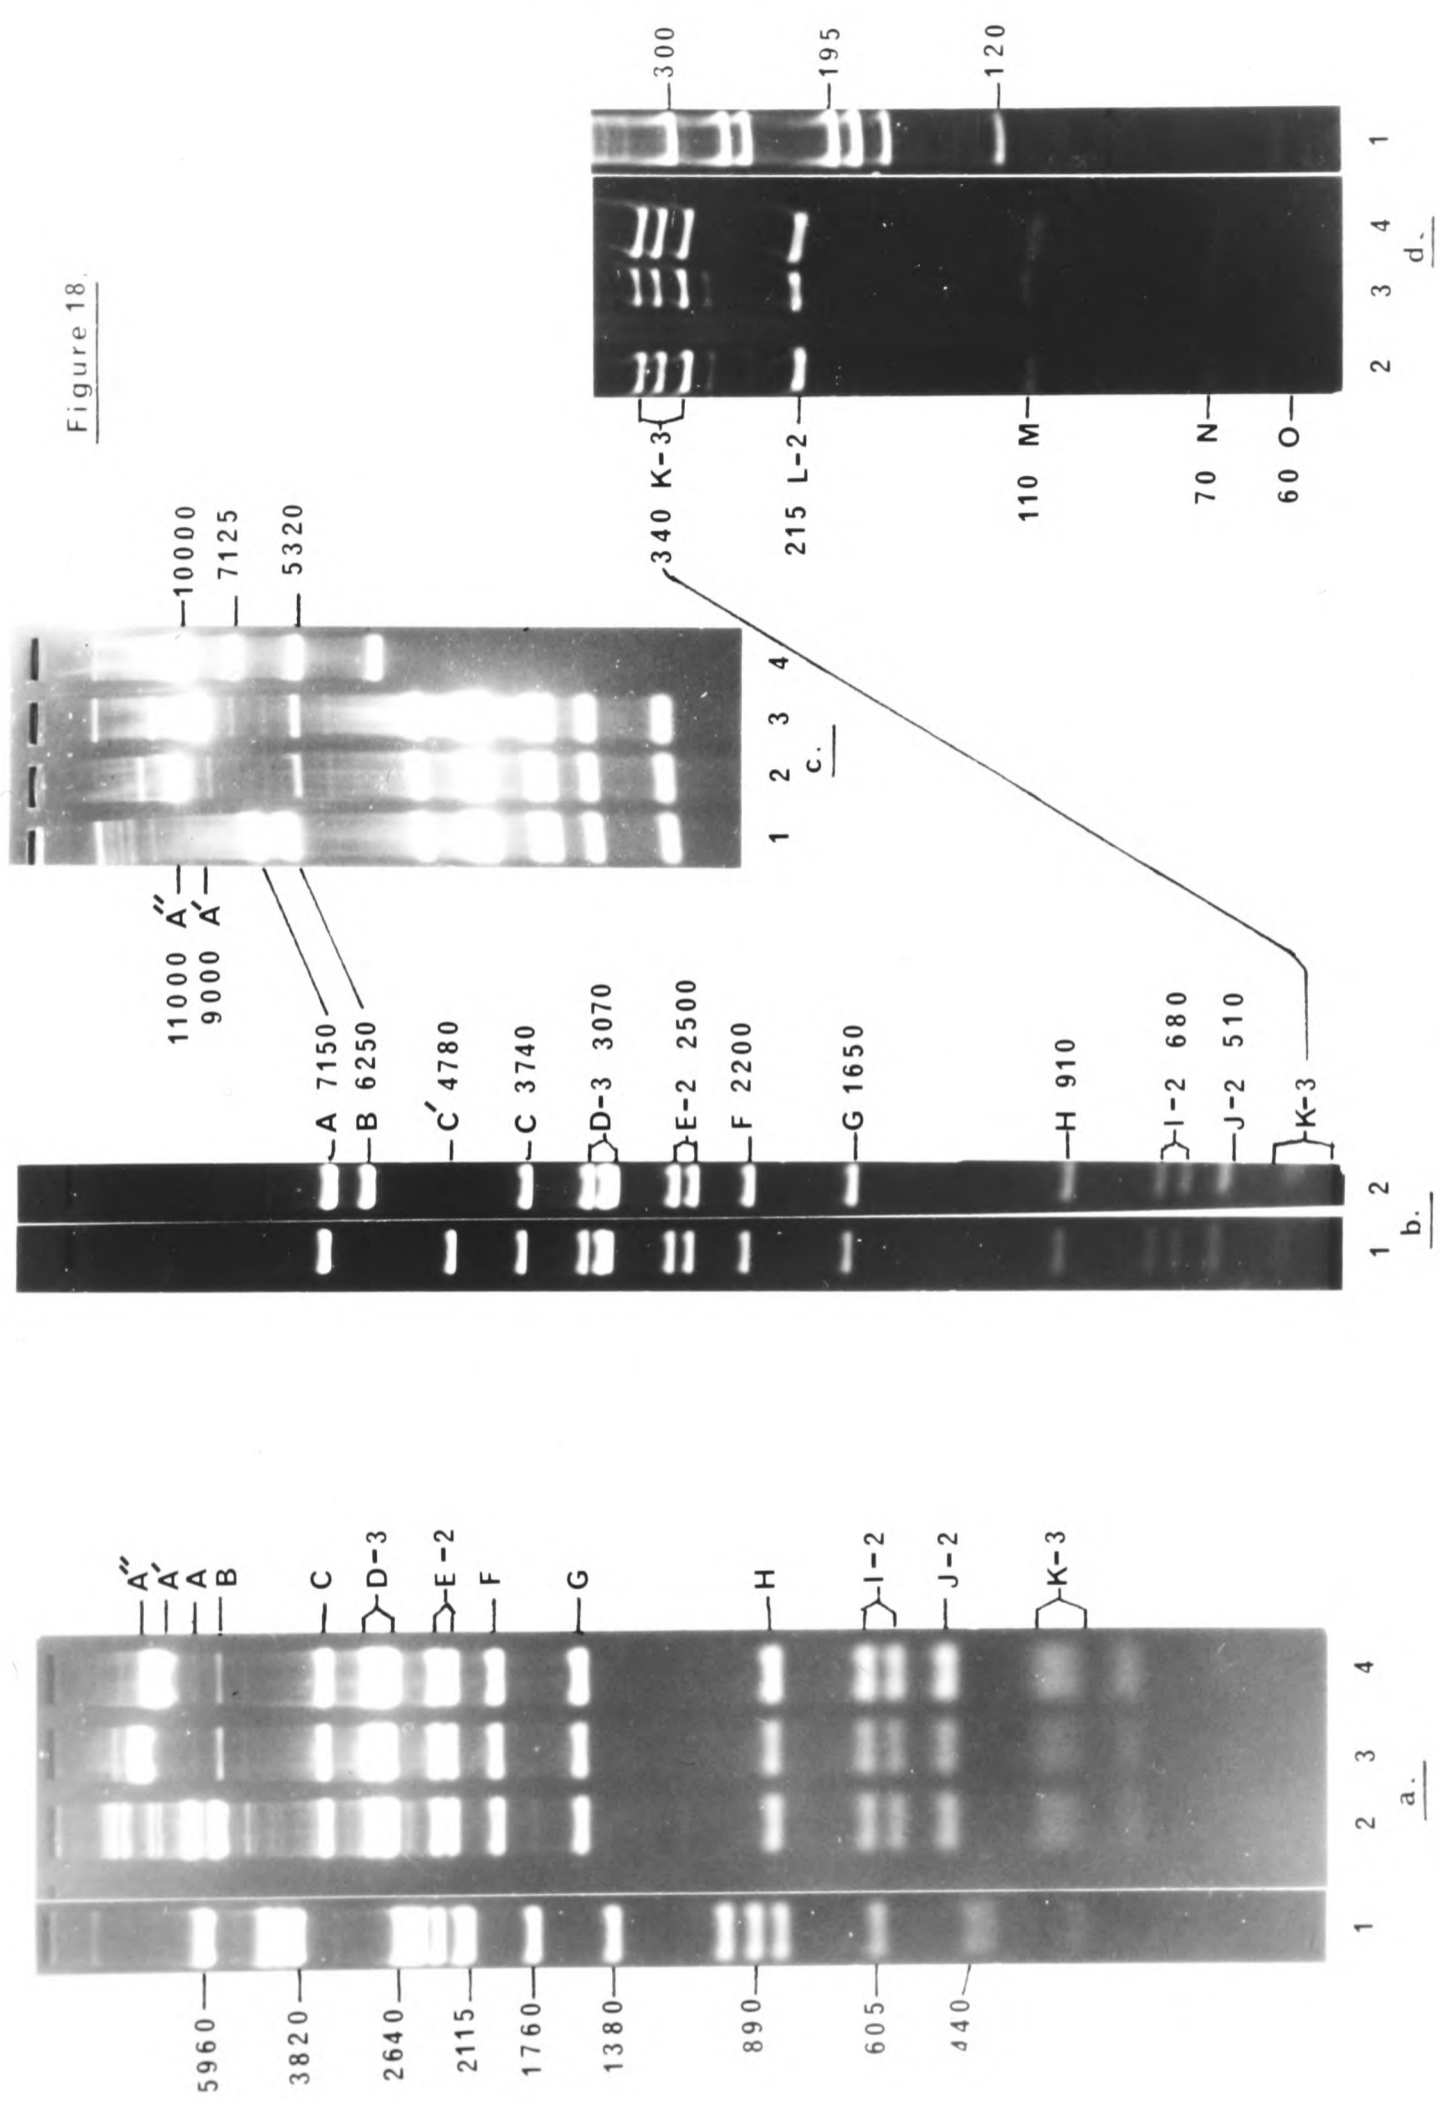 Figure 18.
5960
3820
2640
2115
1760
1380
890
605
440
A″
A′
A
B
C
D-3
E-2
F
G
H
I-2
J-2
K-3
1 2 3 4
a.
A 7150
B 6250
C′ 4780
C 3740
D-3 3070
E-2 2500
F 2200
G 1650
H 910
I-2 680
J-2 510
K-3
1 2
b.
11000 A″
9000 A′
10000
7125
5320
1 2 3 4
c.
340 K-3
215 L-2
110 M
70 N
60 O
300
195
120
2 3 4 1
d.